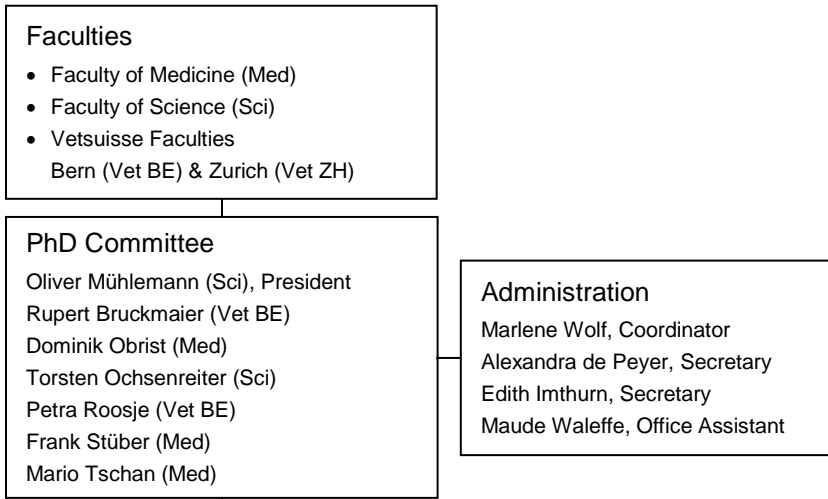 Faculties
• Faculty of Medicine (Med)
• Faculty of Science (Sci)
• Vetsuisse Faculties
Bern (Vet BE) & Zurich (Vet ZH)
PhD Committee
Oliver Mühlemann (Sci), President
Rupert Bruckmaier (Vet BE)
Dominik Obrist (Med)
Torsten Ochsenreiter (Sci)
Petra Roosje (Vet BE)
Frank Stüber (Med)
Mario Tschan (Med)
Administration
Marlene Wolf, Coordinator
Alexandra de Peyer, Secretary
Edith Imthurn, Secretary
Maude Waleffe, Office Assistant